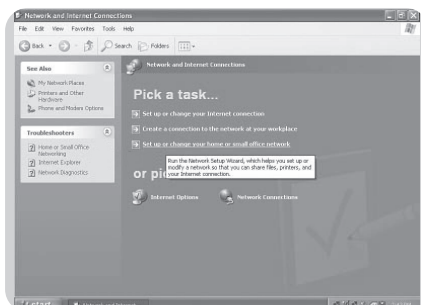 Network and Internet Connections
File Edit View Favorites Tools Help
Back Search Folders
See Also
My Network Places
Printers and Other
Hardware
Phone and Modem Options
Troubleshooters
Home or Small Office
Networking
Internet Explorer
Network Diagnostics
Network and Internet Connections
Pick a task...
Set up or change your Internet connection
Create a connection to the network at your workplace
Set up or change your home or small office network
Run the Network Setup Wizard, which helps you set up or
modify a network so that you can share files, printers, and
your Internet connection.
or pic
Internet Options Network Connections
start Network and Internet